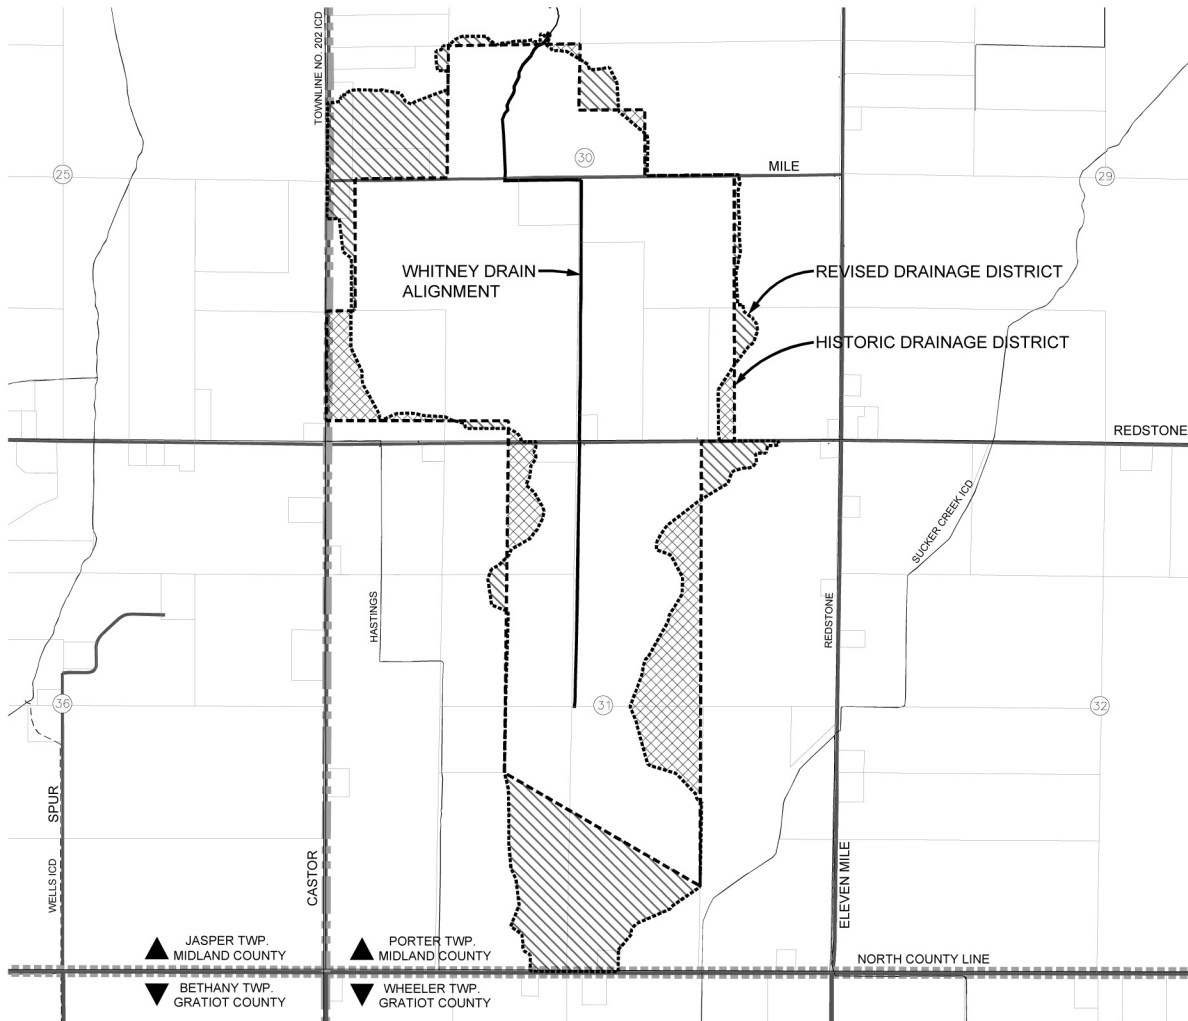 TOWNLINE NO. 202 ICD
30
25
MILE
29
WHITNEY DRAIN
ALIGNMENT
REVISED DRAINAGE DISTRICT
HISTORIC DRAINAGE DISTRICT
REDSTONE
SUCKER CREEK ICD
HASTINGS
REDSTONE
36
31
32
SPUR
WELLS ICD
CASTOR
ELEVEN MILE
JASPER TWP.
MIDLAND COUNTY
PORTER TWP.
MIDLAND COUNTY
NORTH COUNTY LINE
BETHANY TWP.
GRATIOT COUNTY
WHEELER TWP.
GRATIOT COUNTY